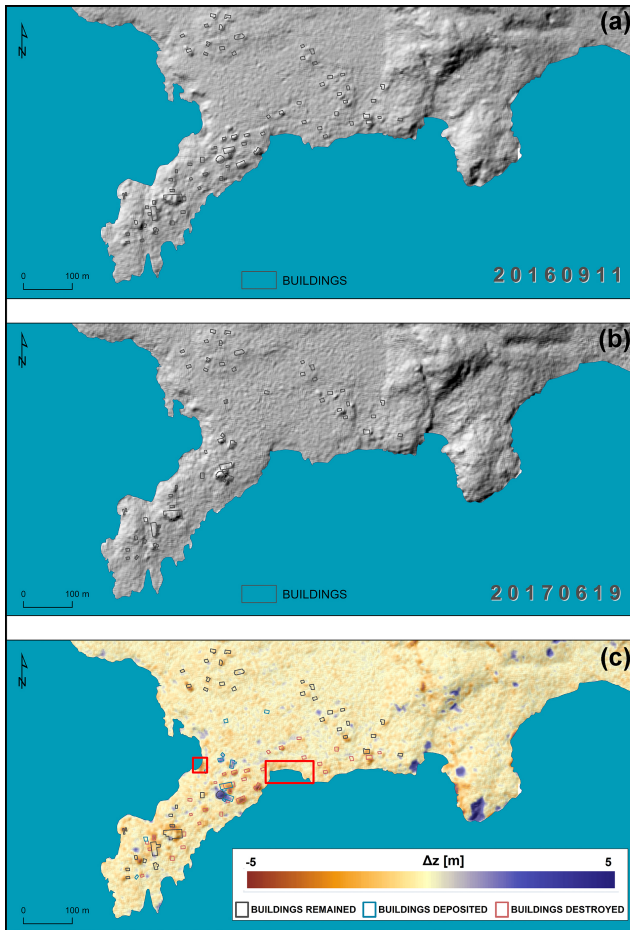 (a)
N
0 100 m
BUILDINGS
20160911
(b)
N
0 100 m
BUILDINGS
20170619
(c)
N
0 100 m
Δz [m]
-5 5
BUILDINGS REMAINED BUILDINGS DEPOSITED BUILDINGS DESTROYED